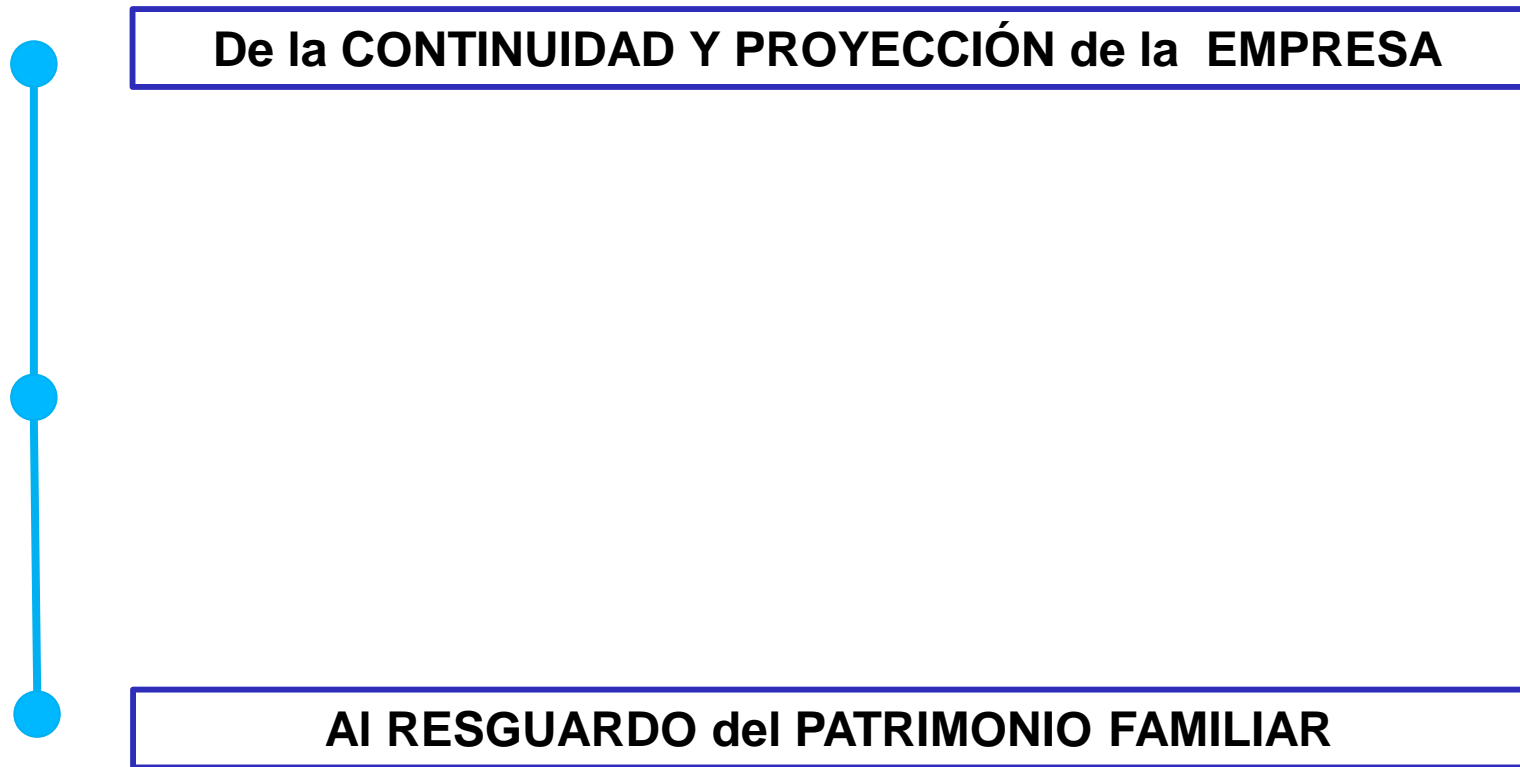 De la CONTINUIDAD Y PROYECCIÓN de la EMPRESA
Al RESGUARDO del PATRIMONIO FAMILIAR